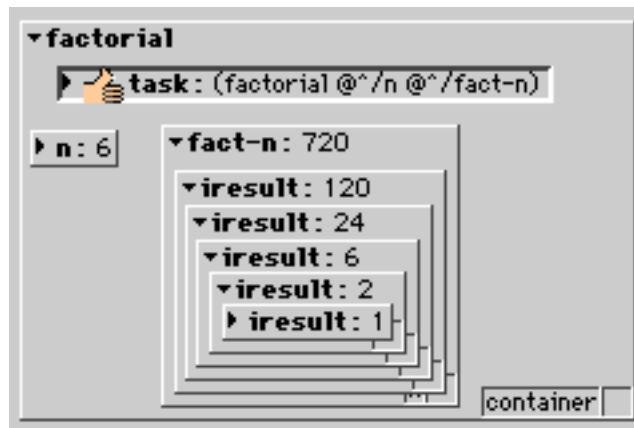 factorial
task: (factorial @^/n @^/fact-n)
n: 6
fact-n: 720
iresult: 120
iresult: 24
iresult: 6
iresult: 2
iresult: 1
container